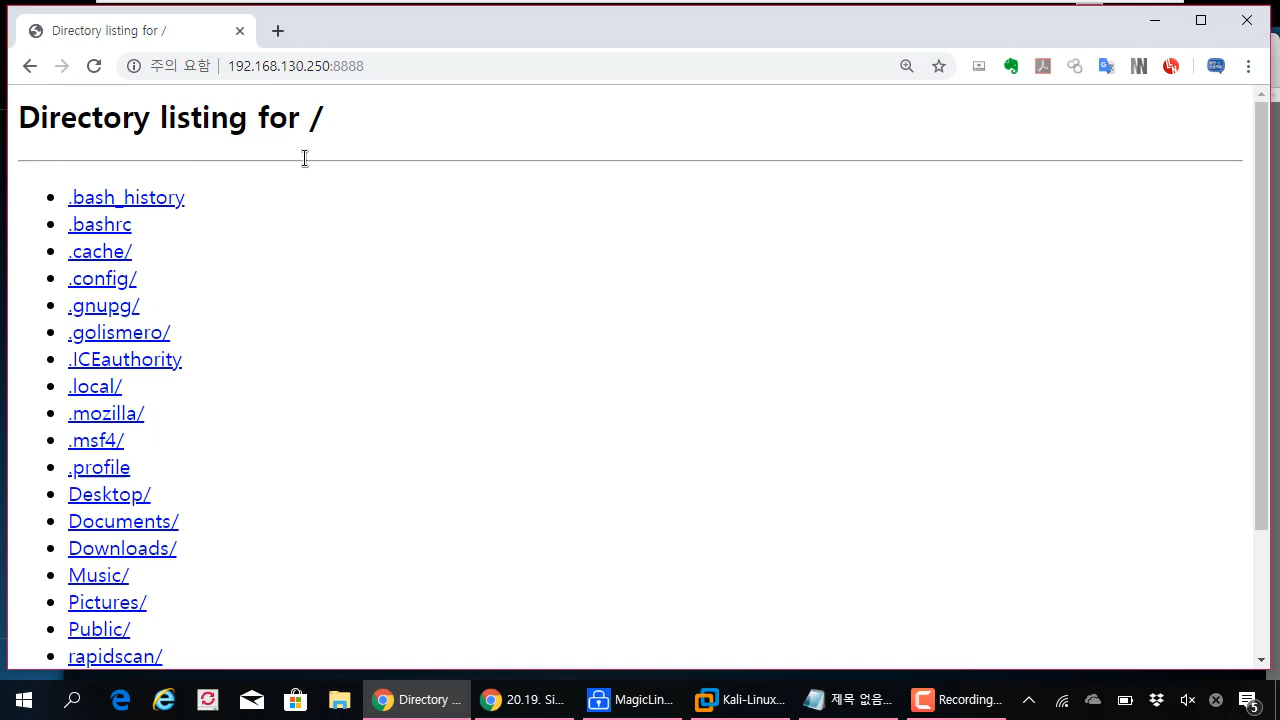 Directory listing for /
주의 요함 192.168.130.250:8888
Directory listing for /
.bash_history
.bashrc
.cache/
.config/
.gnupg/
.golismero/
.ICEauthority
.local/
.mozilla/
.msf4/
.profile
Desktop/
Documents/
Downloads/
Music/
Pictures/
Public/
rapidscan/
Directory ... 20.19. Si... MagicLin... Kali-Linux... 제목 없음... Recording... 5